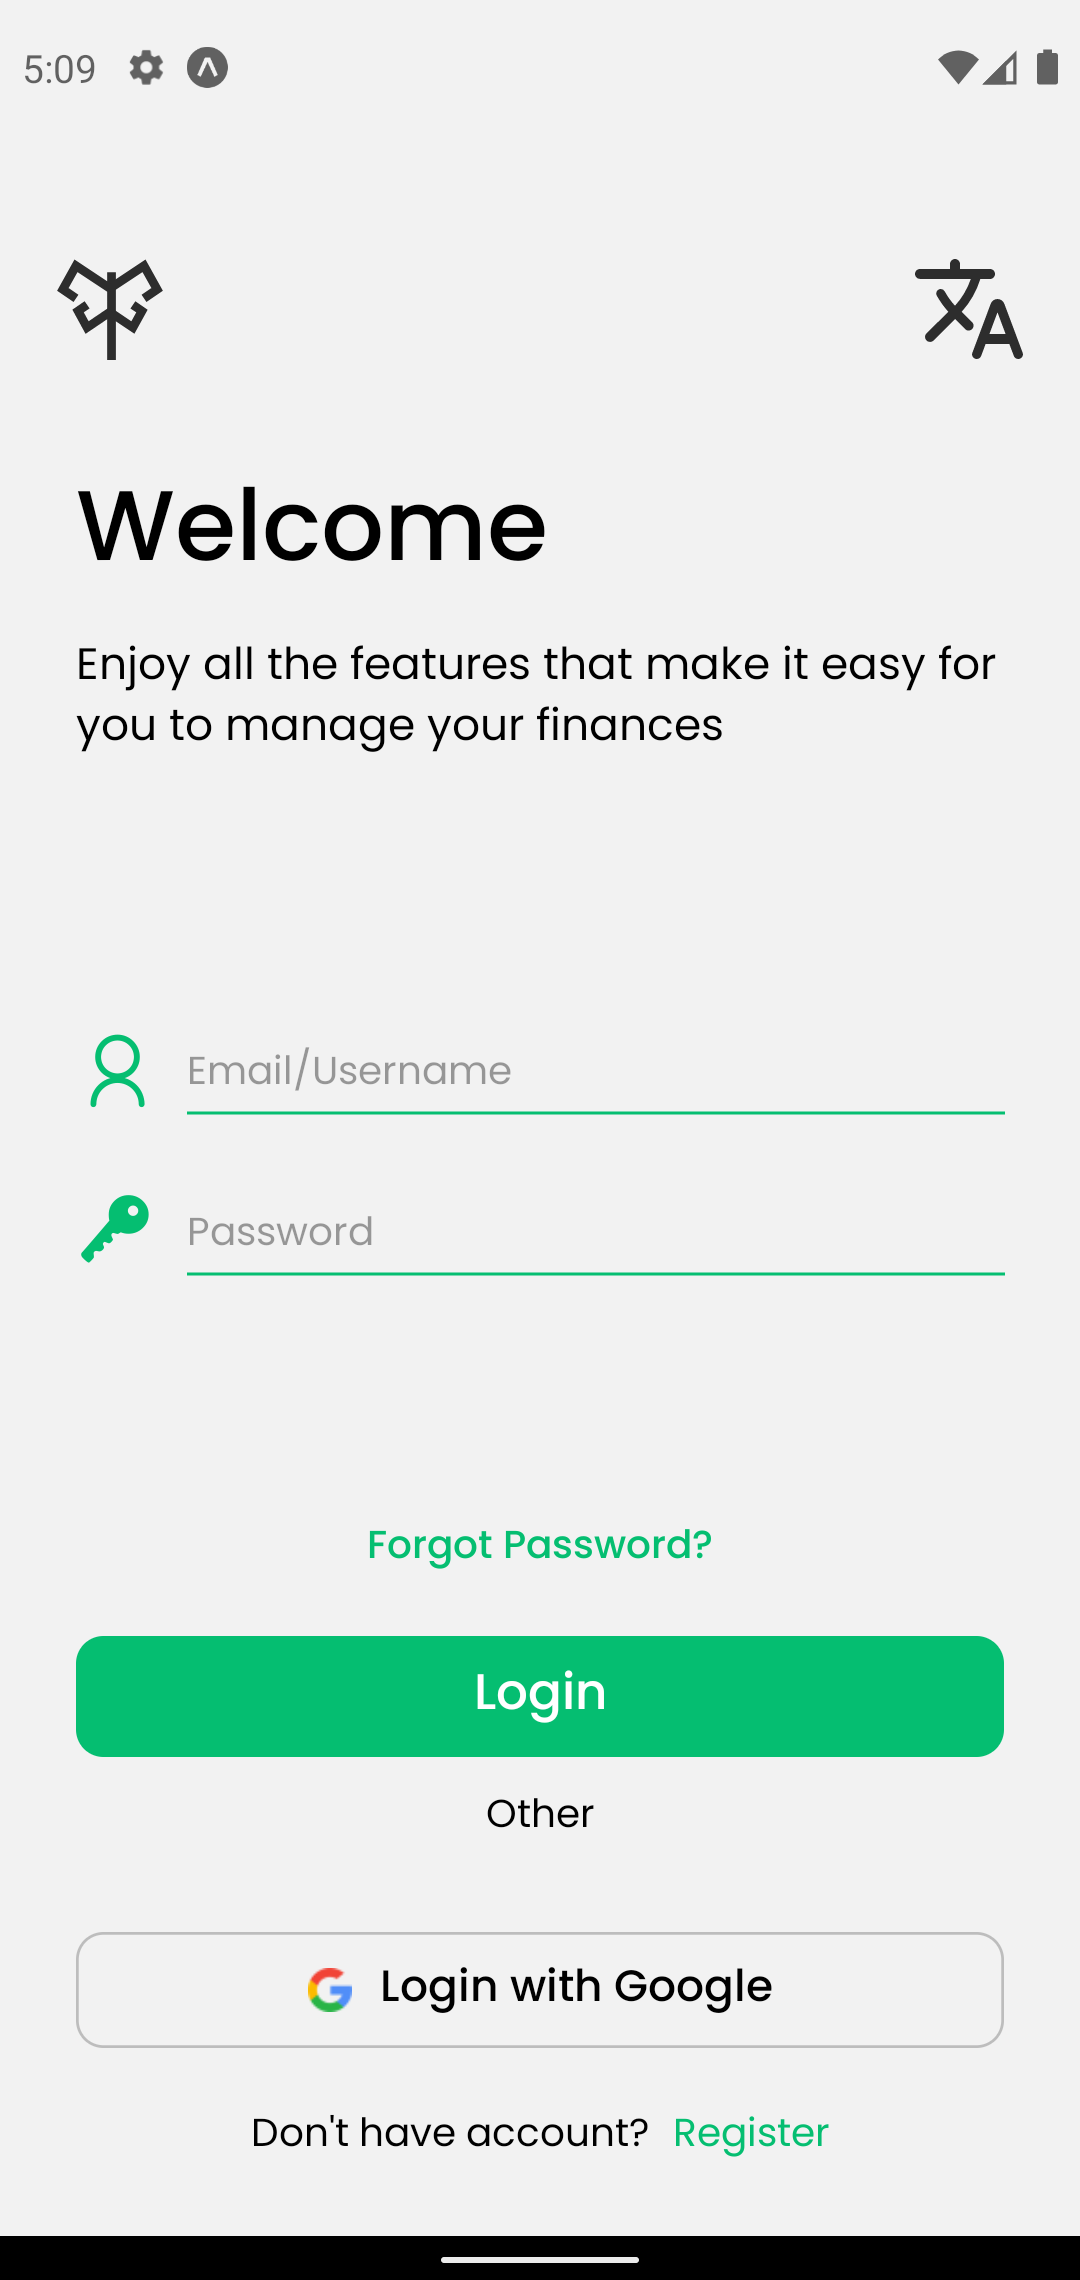 5:09
Welcome
Enjoy all the features that make it easy for
you to manage your finances
Email/Username
Password
Forgot Password?
Login
Other
Login with Google
Don't have account? Register